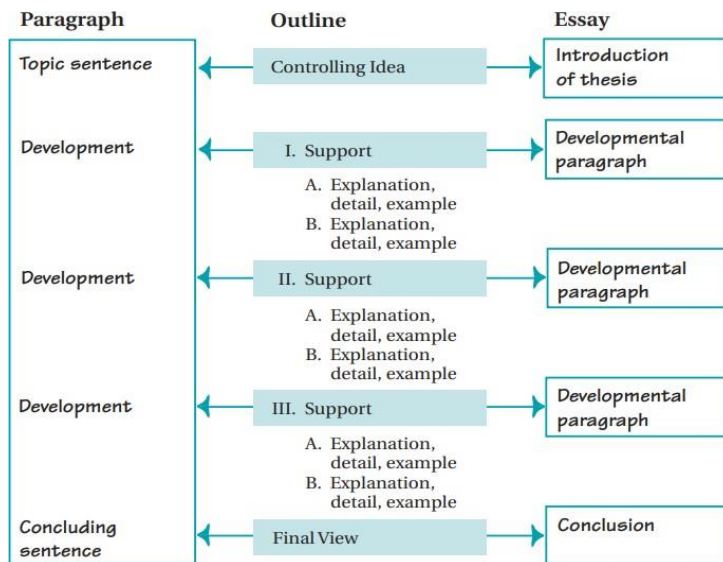 Paragraph Outline Essay
Topic sentence Controlling Idea Introduction
of thesis
Development I. Support Developmental
paragraph
A. Explanation,
detail, example
B. Explanation,
detail, example
Development II. Support Developmental
paragraph
A. Explanation,
detail, example
B. Explanation,
detail, example
Development III. Support Developmental
paragraph
A. Explanation,
detail, example
B. Explanation,
detail, example
Concluding
sentence Final View Conclusion